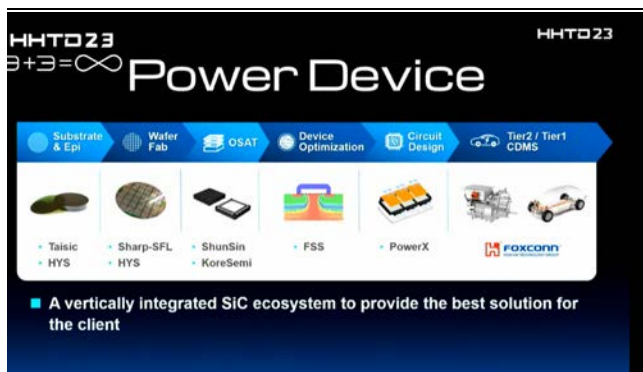 HHTD23
HHTD23
3+3=∞
Power Device
Substrate
& Epi
Wafer
Fab
OSAT
Device
Optimization
Circuit
Design
Tier2 / Tier1
CDMS
• Taisic
• HYS
• Sharp-SFL
• HYS
• ShunSin
• KoreSemi
• FSS
• PowerX
FOXCONN
■ A vertically integrated SiC ecosystem to provide the best solution for
the client